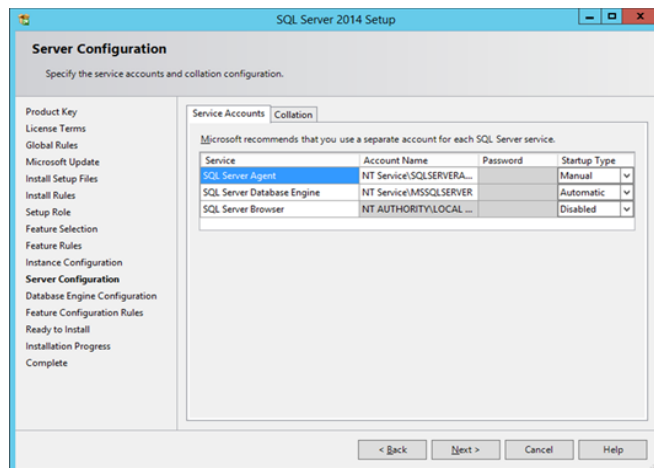 SQL Server 2014 Setup
Server Configuration
Specify the service accounts and collation configuration.
Product Key
License Terms
Global Rules
Microsoft Update
Install Setup Files
Install Rules
Setup Role
Feature Selection
Feature Rules
Instance Configuration
Server Configuration
Database Engine Configuration
Feature Configuration Rules
Ready to Install
Installation Progress
Complete
Service Accounts Collation
Microsoft recommends that you use a separate account for each SQL Server service.
Service Account Name Password Startup Type
SQL Server Agent NT Service\SQLSERVERA... Manual
SQL Server Database Engine NT Service\MSSQLSERVER Automatic
SQL Server Browser NT AUTHORITY\LOCAL ... Disabled
< Back Next > Cancel Help